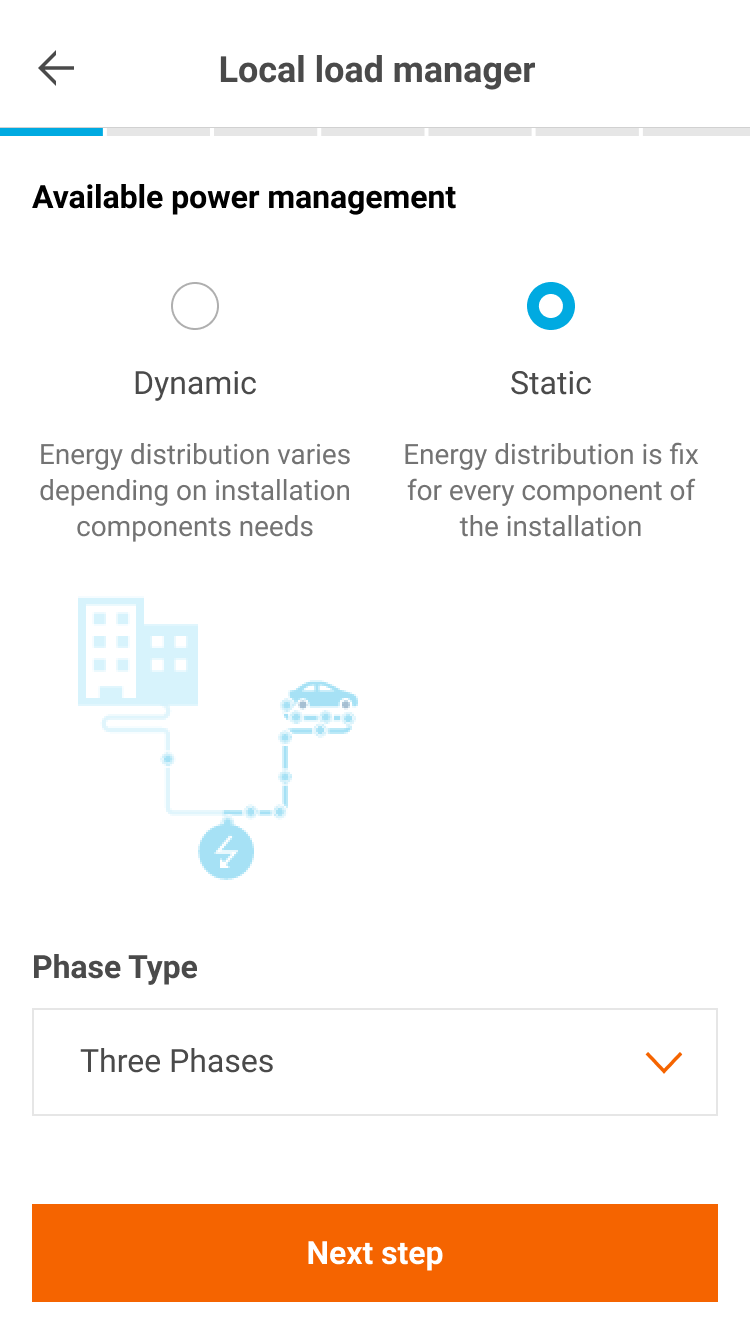 Local load manager
Available power management
Dynamic
Static
Energy distribution varies
depending on installation
components needs
Energy distribution is fix
for every component of
the installation
Phase Type
Three Phases
Next step